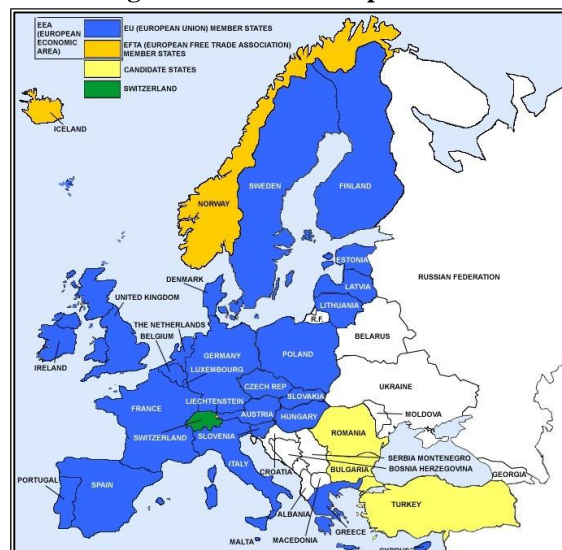 EEA
(EUROPEAN
ECONOMIC
AREA)
EU (EUROPEAN UNION) MEMBER STATES
EFTA (EUROPEAN FREE TRADE ASSOCIATION)
MEMBER STATES
CANDIDATE STATES
SWITZERLAND
ICELAND
NORWAY
SWEDEN
FINLAND
ESTONIA
RUSSIAN FEDERATION
DENMARK
LATVIA
LITHUANIA
UNITED KINGDOM
R.F.
THE NETHERLANDS
BELGIUM
BELARUS
GERMANY
POLAND
IRELAND
LUXEMBOURG
UKRAINE
CZECH REP
SLOVAKIA
LIECHTENSTEIN
FRANCE
AUSTRIA
HUNGARY
MOLDOVA
SWITZERLAND
SLOVENIA
ROMANIA
ITALY
CROATIA
SERBIA MONTENEGRO
BOSNIA HERZEGOVINA
BULGARIA
GEORGIA
PORTUGAL
SPAIN
ALBANIA
TURKEY
MALTA
MACEDONIA
GREECE